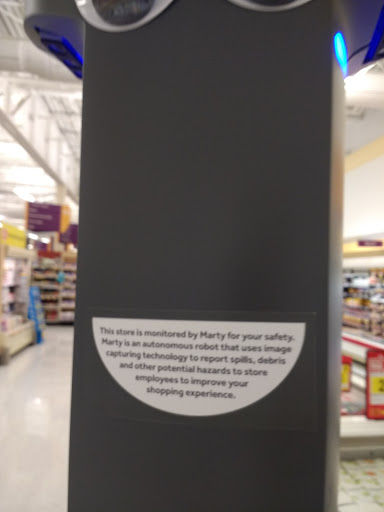 This store is monitored by Marty for your safety.
Marty is an autonomous robot that uses image
capturing technology to report spills, debris
and other potential hazards to store
employees to improve your
shopping experience.